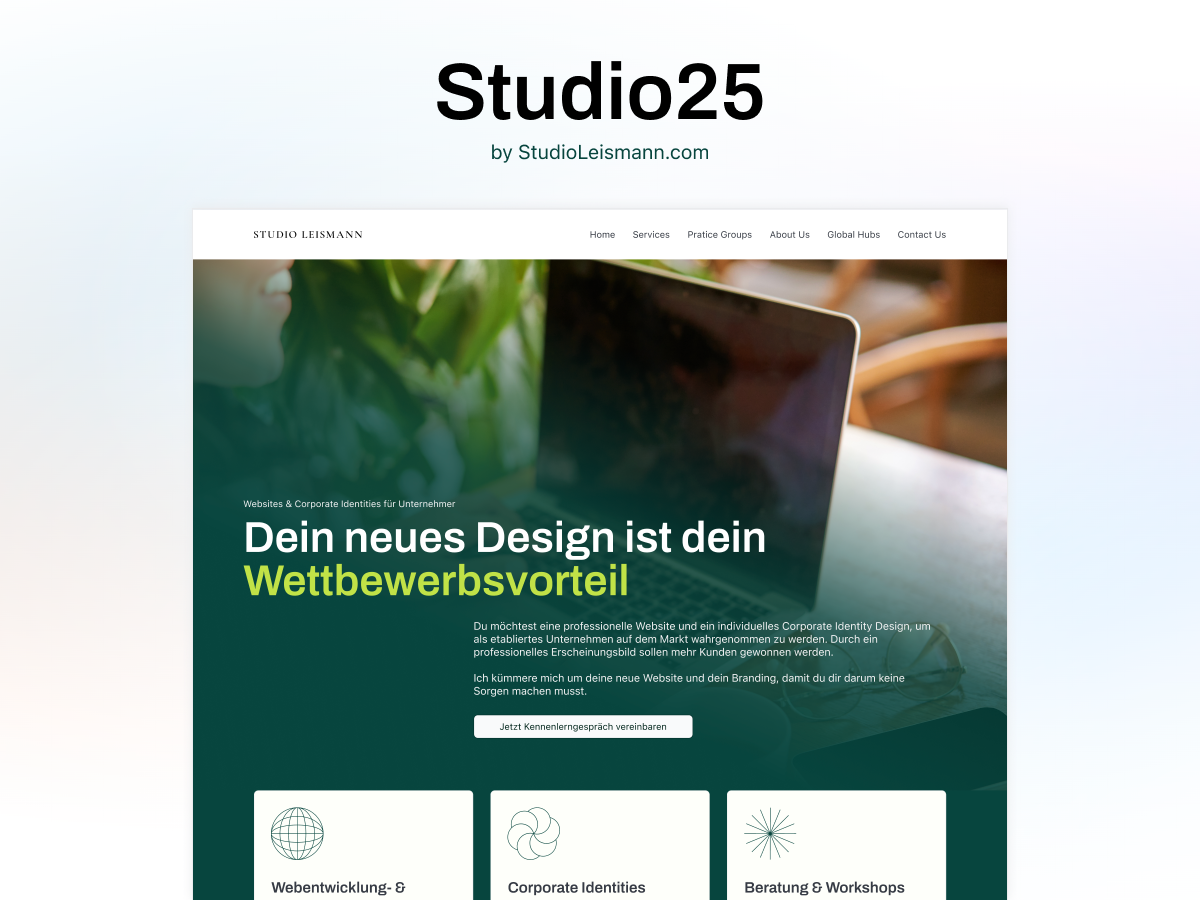 Studio25
by StudioLeismann.com
STUDIO LEISMANN
Home Services Pratice Groups About Us Global Hubs Contact Us
Websites & Corporate Identities für Unternehmer
Dein neues Design ist dein
Wettbewerbsvorteil
Du möchtest eine professionelle Website und ein individuelles Corporate Identity Design, um
als etabliertes Unternehmen auf dem Markt wahrgenommen zu werden. Durch ein
professionelles Erscheinungsbild sollen mehr Kunden gewonnen werden.
Ich kümmere mich um deine neue Website und dein Branding, damit du dir darum keine
Sorgen machen musst.
Jetzt Kennenlerngespräch vereinbaren
Webentwicklung- &
Corporate Identities
Beratung & Workshops